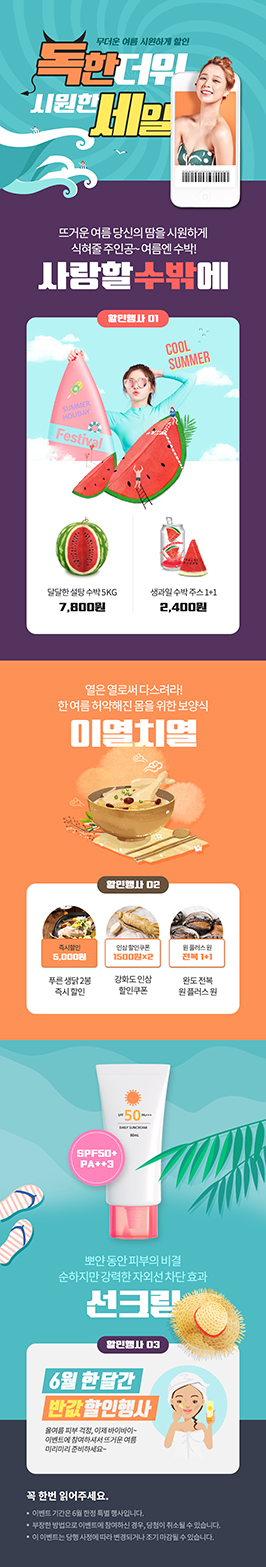 무더운 여름 시원하게 할인
독한더위
시원한
세일
뜨거운 여름 당신의 땀을 시원하게
식혀줄 주인공~ 여름엔 수박!
사랑할 수밖에
할인행사 01
COOL
SUMMER
SUMMER
HOLIDAY
Festival
달달한 설탕 수박 5KG
7,800원
생과일 수박 주스 1+1
2,400원
열은 열로써 다스려라!
한 여름 허약해진 몸을 위한 보양식
이열치열
할인행사 02
즉시할인
5,000원
푸른 생닭 2봉
즉시 할인
인삼 할인쿠폰
1500원×2
강화도 인삼
할인쿠폰
원 플러스 원
전복 1+1
완도 전복
원 플러스 원
SPF 50 PA+++
DAILY SUNCREAM
80mL
SPF50+
PA++3
뽀얀 동안 피부의 비결
순하지만 강력한 자외선 차단 효과
선크림
할인행사 03
6월 한 달간
반값 할인행사
올여름 피부 걱정, 이제 바이바이~
이벤트에 참여하셔서 뜨거운 여름
미리미리 준비하세요~
꼭 한번 읽어주세요.
• 이벤트 기간은 6월 한정 특별 행사입니다.
• 부정한 방법으로 이벤트에 참여하신 경우, 당첨이 취소될 수 있습니다.
• 이 이벤트는 당행 사정에 따라 변경되거나 조기 마감될 수 있습니다.